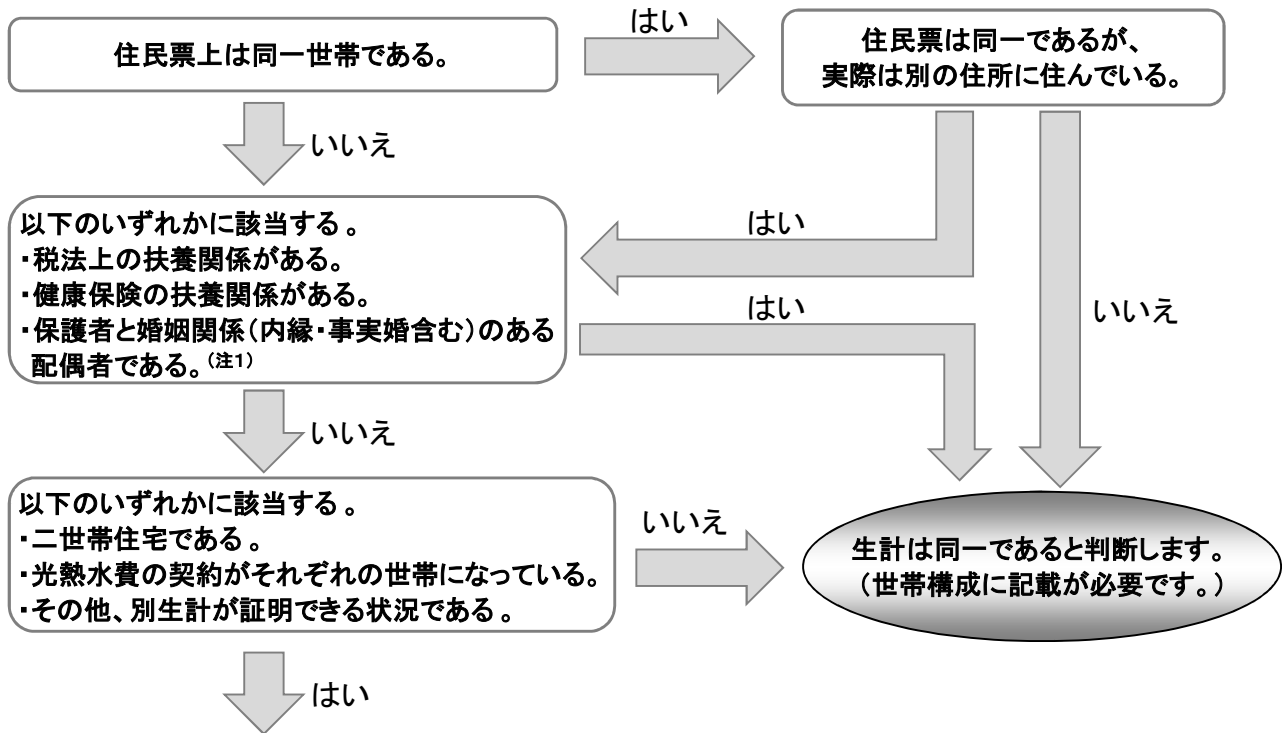 住民票上は同一世帯である。
はい
住民票は同一であるが、
実際は別の住所に住んでいる。
いいえ
以下のいずれかに該当する。
・税法上の扶養関係がある。
・健康保険の扶養関係がある。
・保護者と婚姻関係(内縁・事実婚含む)のある
配偶者である。(注1)
はい
はい
いいえ
いいえ
以下のいずれかに該当する。
・二世帯住宅である。
・光熱水費の契約がそれぞれの世帯になっている。
・その他、別生計が証明できる状況である。
いいえ
生計は同一であると判断します。
(世帯構成に記載が必要です。)
はい